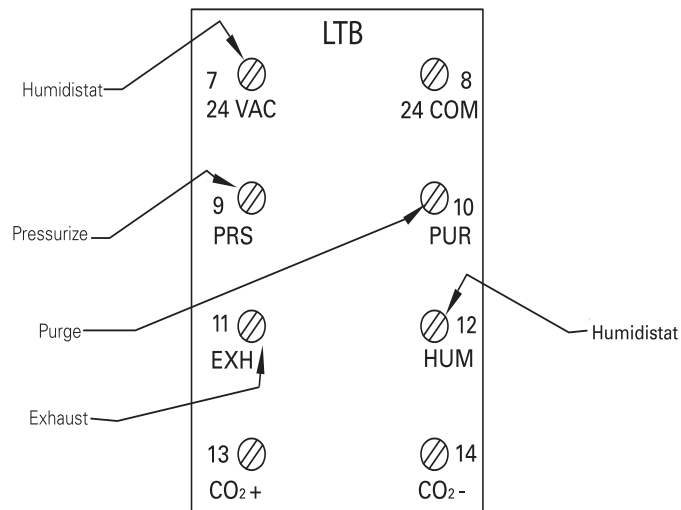 LTB
7
8
Humidistat
24 VAC
24 COM
9
10
Pressurize
PRS
PUR
11
12
Purge
Humidistat
EXH
HUM
Exhaust
13
14
CO₂ +
CO₂ -